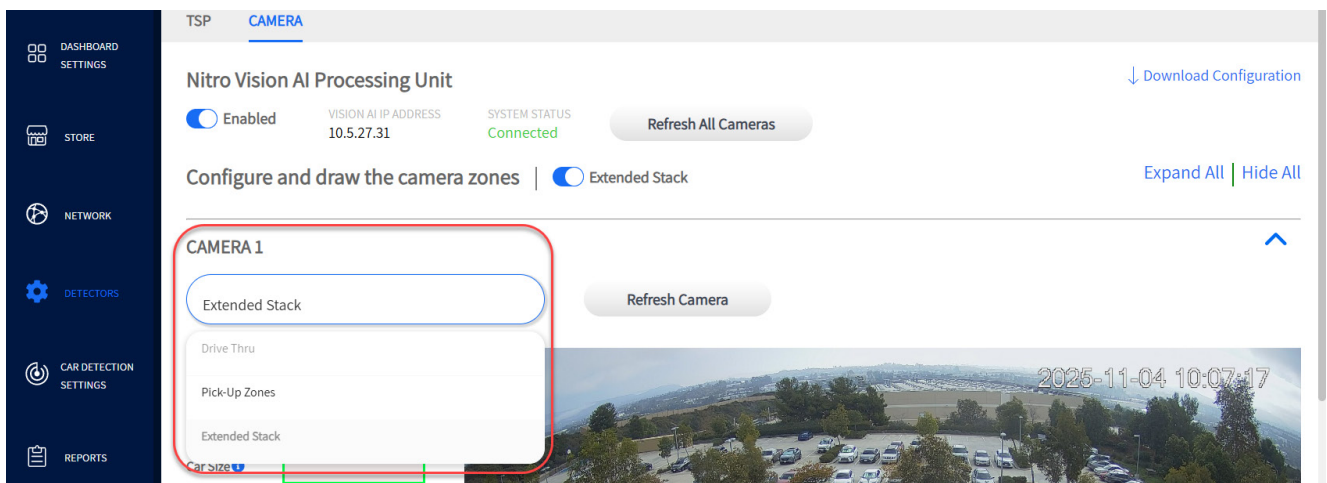 TSP CAMERA
DASHBOARD
SETTINGS
STORE
NETWORK
DETECTORS
CAR DETECTION
SETTINGS
REPORTS
Nitro Vision AI Processing Unit
↓ Download Configuration
Enabled
VISION AI IP ADDRESS
10.5.27.31
SYSTEM STATUS
Connected
Refresh All Cameras
Configure and draw the camera zones | Extended Stack
Expand All | Hide All
CAMERA 1
Extended Stack
Refresh Camera
Drive Thru
Pick-Up Zones
Extended Stack
Car Size
2025-11-04 10:07:17